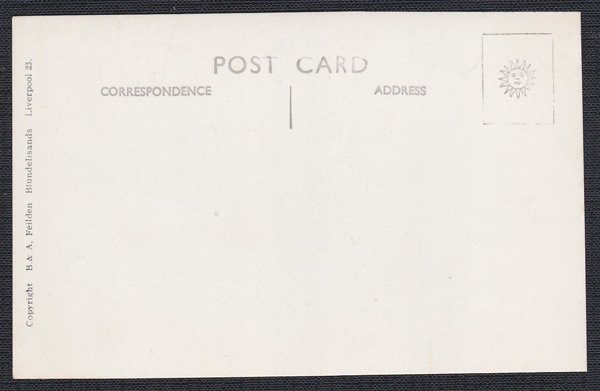 POST CARD
CORRESPONDENCE
ADDRESS
Copyright B. & A. Feilden Blundellsands Liverpool 23.